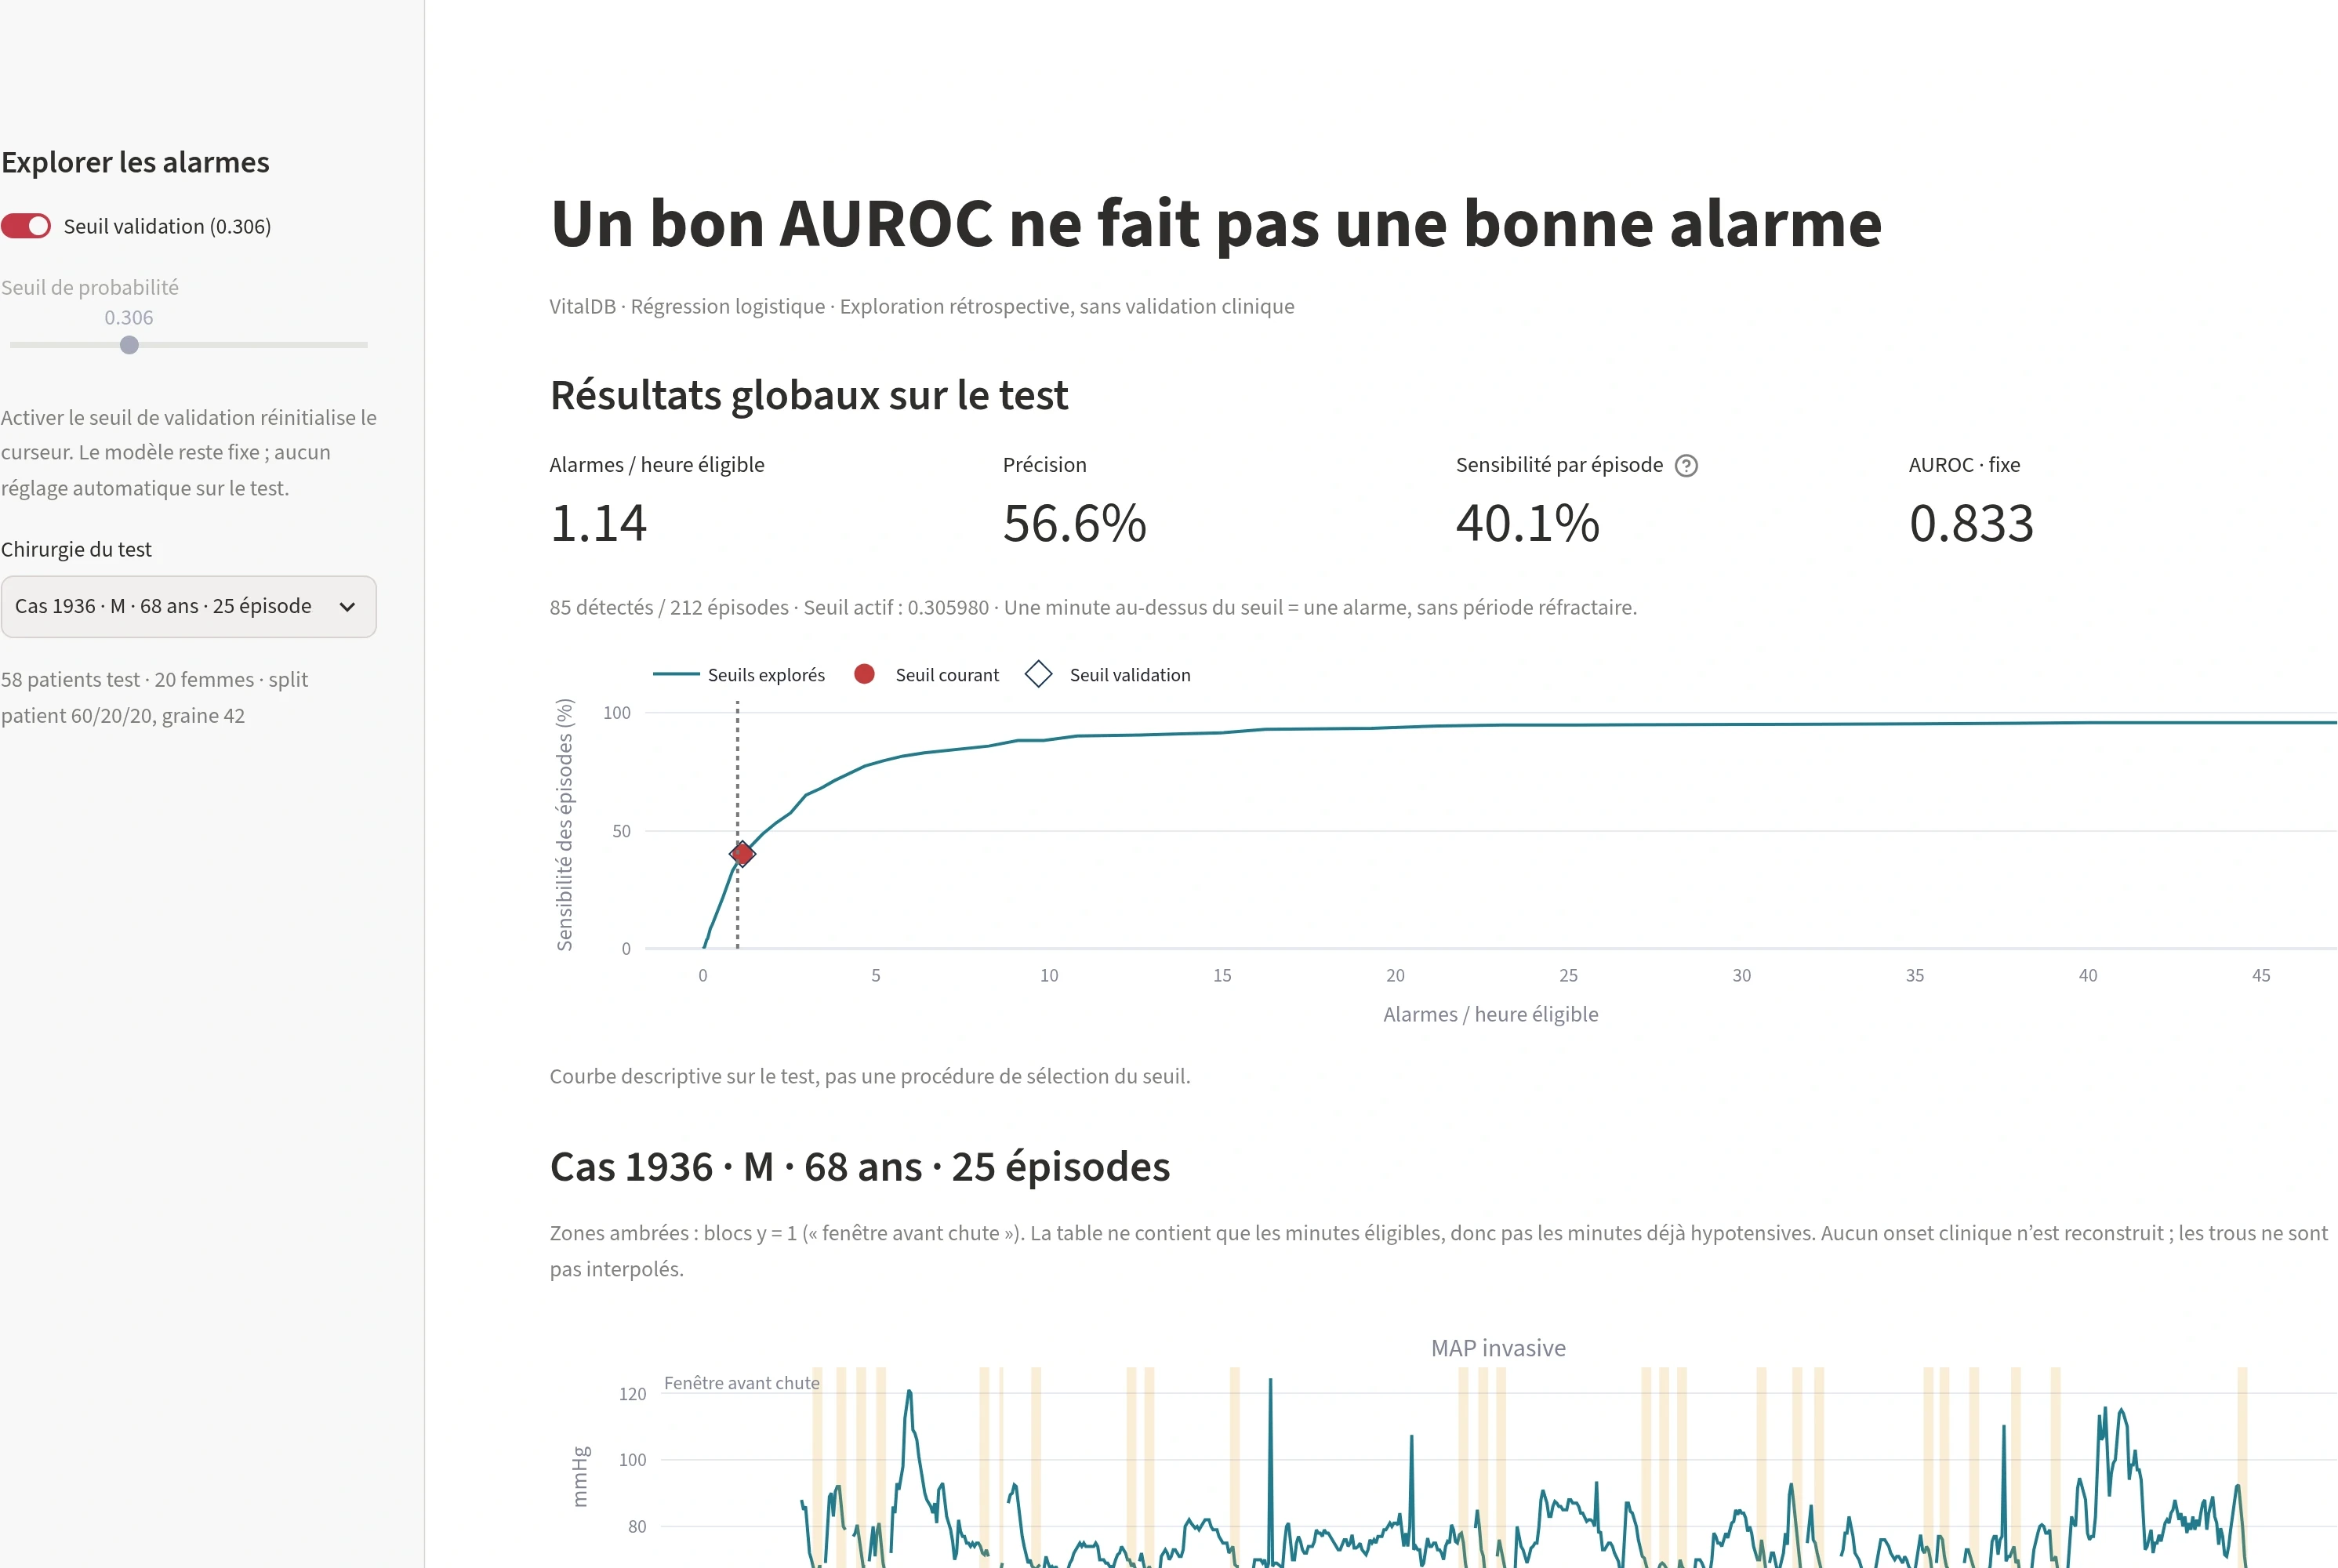 Explorer les alarmes
Seuil validation (0.306)
Seuil de probabilité
0.306
Activer le seuil de validation réinitialise le
curseur. Le modèle reste fixe ; aucun
réglage automatique sur le test.
Chirurgie du test
Cas 1936 · M · 68 ans · 25 épisode
58 patients test · 20 femmes · split
patient 60/20/20, graine 42
Un bon AUROC ne fait pas une bonne alarme
VitalDB · Régression logistique · Exploration rétrospective, sans validation clinique
Résultats globaux sur le test
Alarmes / heure éligible
1.14
Précision
56.6%
Sensibilité par épisode
40.1%
AUROC · fixe
0.833
85 détectés / 212 épisodes · Seuil actif : 0.305980 · Une minute au-dessus du seuil = une alarme, sans période réfractaire.
Seuils explorés
Seuil courant
Seuil validation
Sensibilité des épisodes (%)
100
50
0
0 5 10 15 20 25 30 35 40 45
Alarmes / heure éligible
Courbe descriptive sur le test, pas une procédure de sélection du seuil.
Cas 1936 · M · 68 ans · 25 épisodes
Zones ambrées : blocs y = 1 (« fenêtre avant chute »). La table ne contient que les minutes éligibles, donc pas les minutes déjà hypotensives. Aucun onset clinique n’est reconstruit ; les trous ne sont
pas interpolés.
MAP invasive
Fenêtre avant chute
mmHg
120
100
80